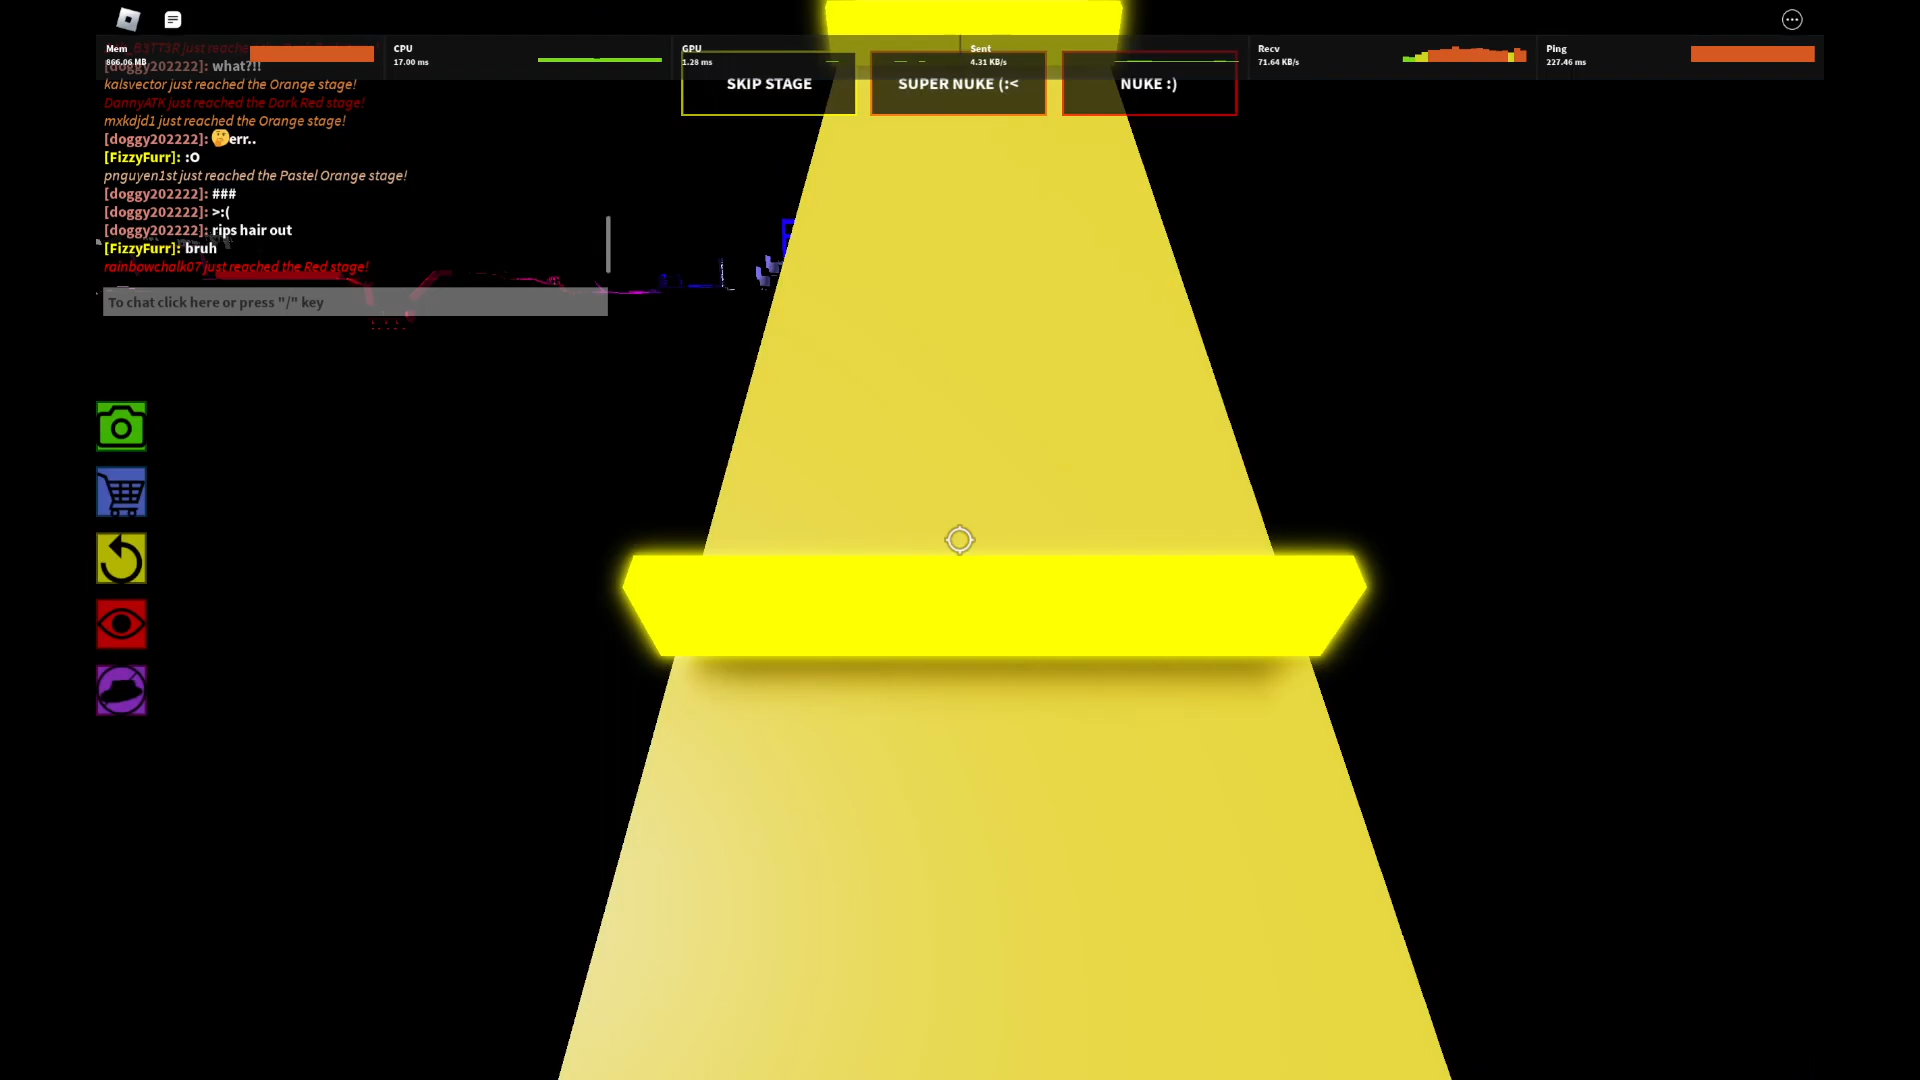 Mem
866.06 MB
CPU
17.00 ms
GPU
1.28 ms
Sent
4.31 KB/s
Recv
71.64 KB/s
Ping
227.46 ms
SKIP STAGE
SUPER NUKE (:<
NUKE :)
B3TT3R just reached
[doggy202222]: what?!!
kalsvector just reached the Orange stage!
DannyATK just reached the Dark Red stage!
mxkdjd1 just reached the Orange stage!
[doggy202222]: 🤔err..
[FizzyFurr]: :O
pnguyen1st just reached the Pastel Orange stage!
[doggy202222]: ###
[doggy202222]: >:(
[doggy202222]: rips hair out
[FizzyFurr]: bruh
rainbowchalk07 just reached the Red stage!
To chat click here or press "/" key